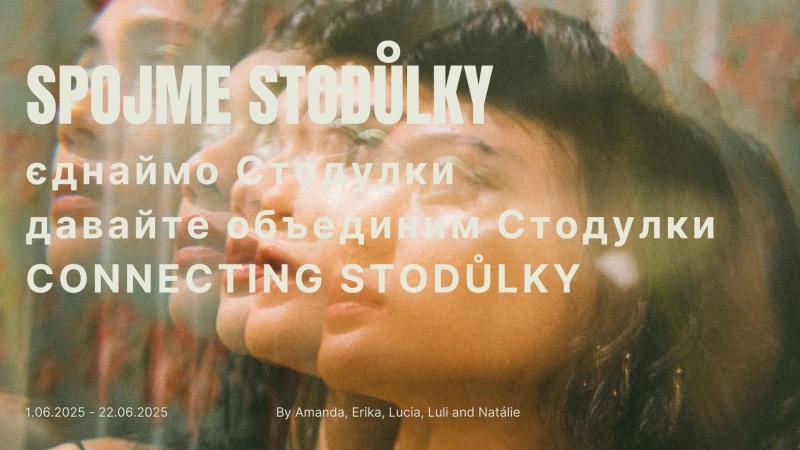 SPOJME STODŮLKY
єднаймо Стодулки
давайте объединим Стодулки
CONNECTING STODŮLKY
1.06.2025 - 22.06.2025
By Amanda, Erika, Lucia, Luli and Natálie